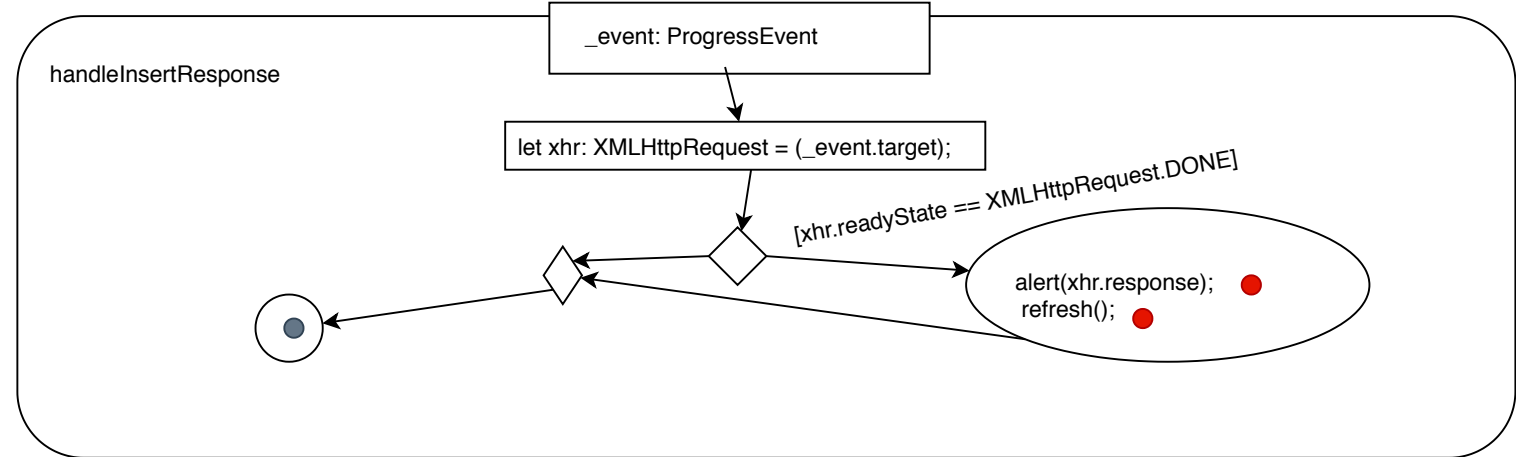 _event: ProgressEvent
handleInsertResponse
let xhr: XMLHttpRequest = (_event.target);
[xhr.readyState == XMLHttpRequest.DONE]
alert(xhr.response);
refresh();